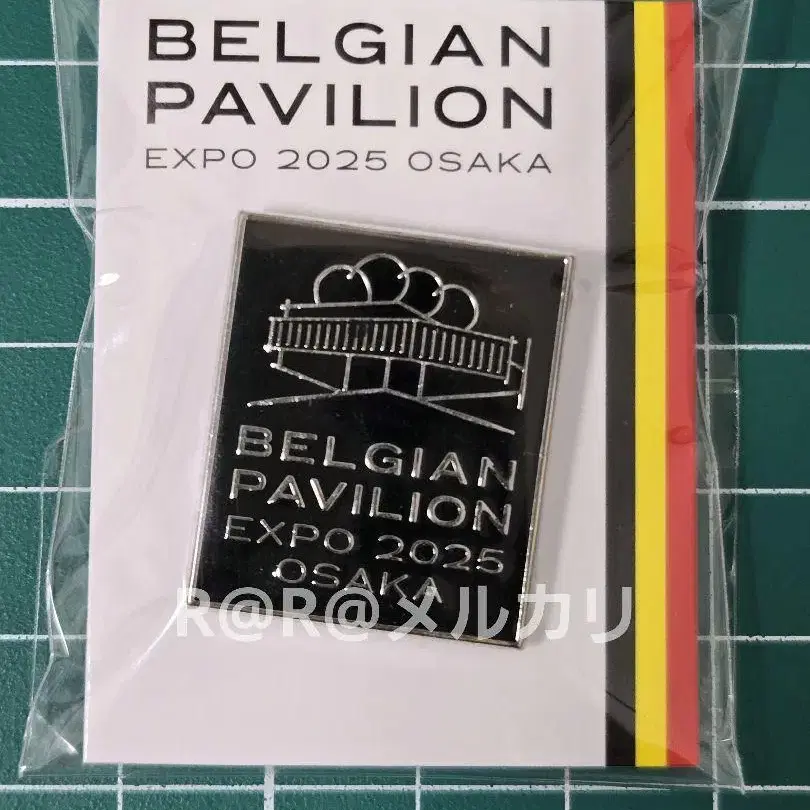 BELGIAN
PAVILION
EXPO 2025 OSAKA
BELGIAN
PAVILION
EXPO 2025
OSAKA
R@R@メルカリ